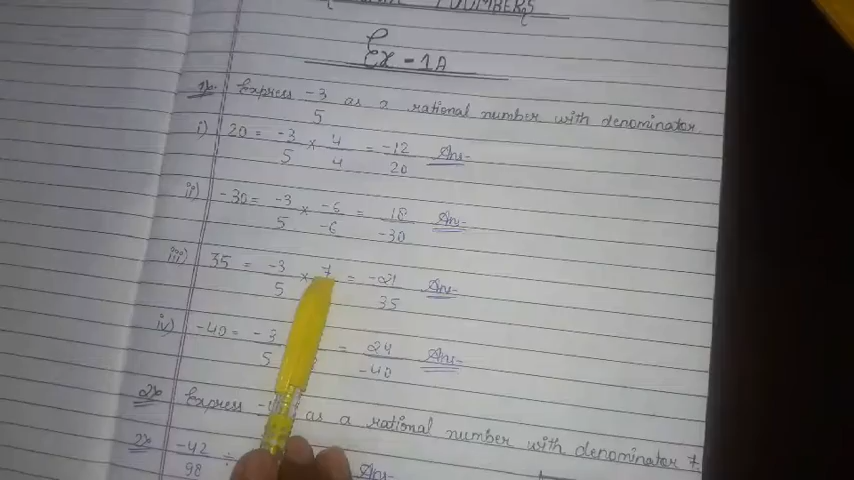 NUMBERS
Ex - 1A
1) Express -3/5 as a rational number with denominator
i) 20 = -3/5 × 4/4 = -12/20 Ans-
ii) -30 = -3/5 × -6/-6 = 18/-30 Ans-
iii) 35 = -3/5 × 7 = -21/35 Ans-
iv) -40 = -3/5 = 24/-40 Ans-
2) Express as a rational number with denominator 7.
2) -42/98 ÷ Ans-